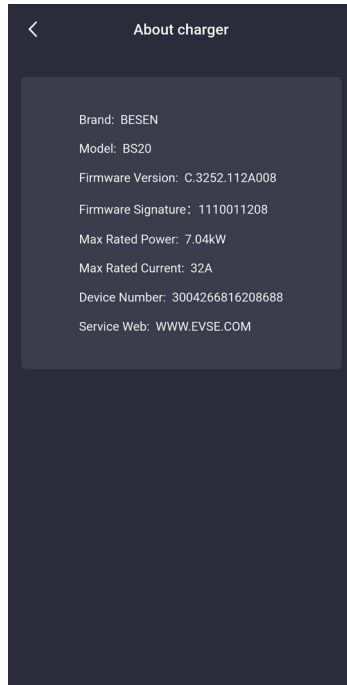 About charger
Brand: BESEN
Model: BS20
Firmware Version: C.3252.112A008
Firmware Signature：1110011208
Max Rated Power: 7.04kW
Max Rated Current: 32A
Device Number: 3004266816208688
Service Web: WWW.EVSE.COM